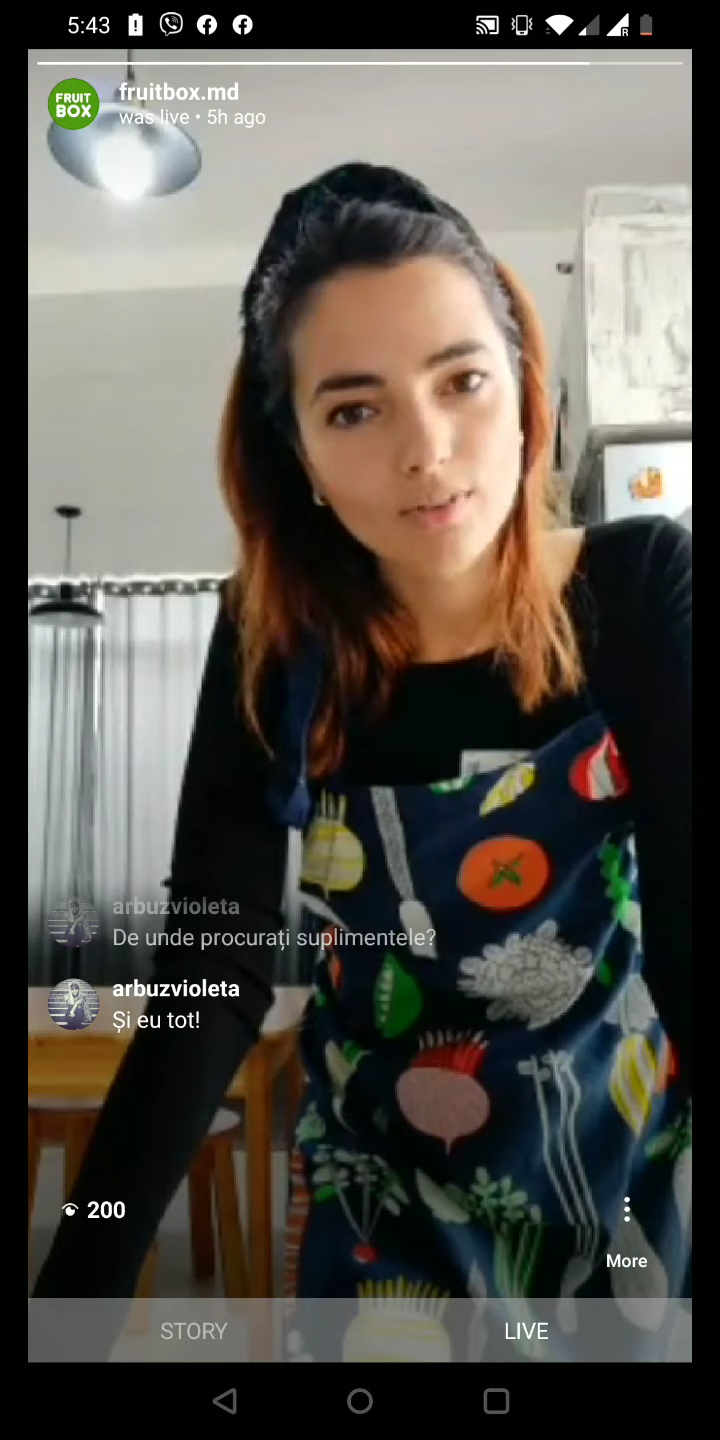 5:43
R
FRUIT
BOX
fruitbox.md
was live • 5h ago
arbuzvioleta
De unde procurați suplimentele?
arbuzvioleta
Și eu tot!
200
More
STORY
LIVE